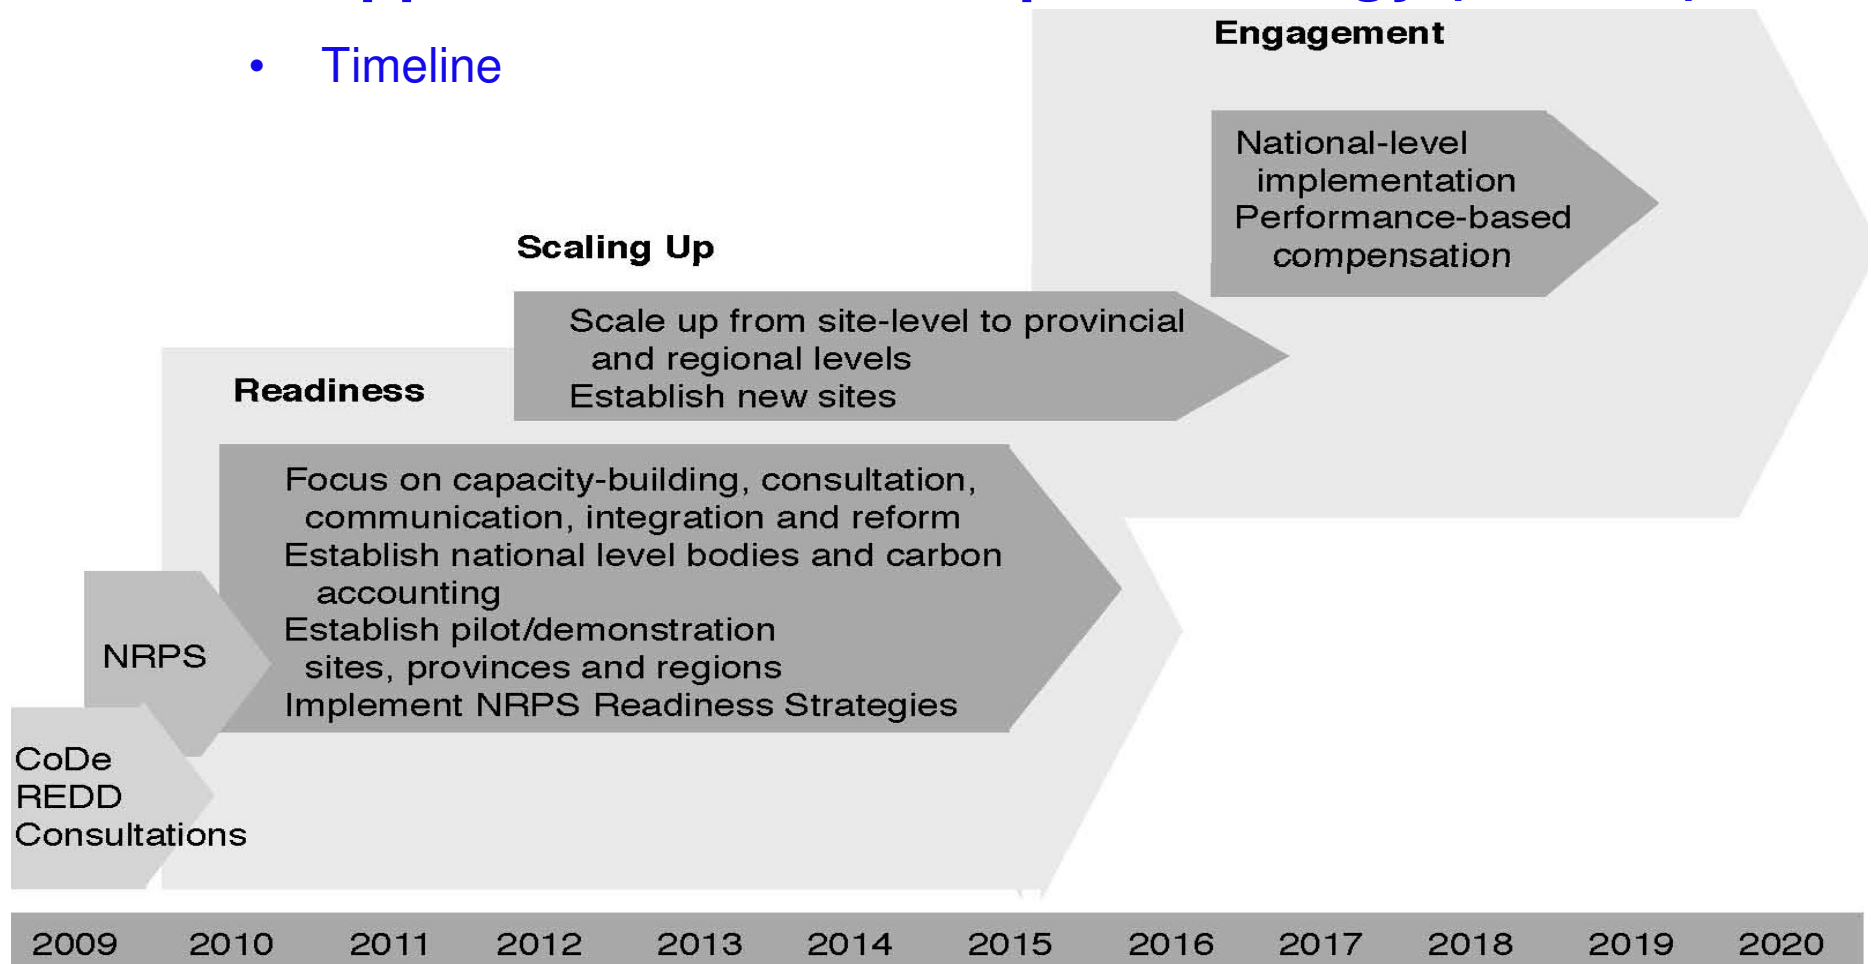 • Timeline
Engagement
National-level
implementation
Performance-based
compensation
Scaling Up
Scale up from site-level to provincial
and regional levels
Establish new sites
Readiness
Focus on capacity-building, consultation,
communication, integration and reform
Establish national level bodies and carbon
accounting
Establish pilot/demonstration
sites, provinces and regions
Implement NRPS Readiness Strategies
NRPS
CoDe
REDD
Consultations
2009 2010 2011 2012 2013 2014 2015 2016 2017 2018 2019 2020